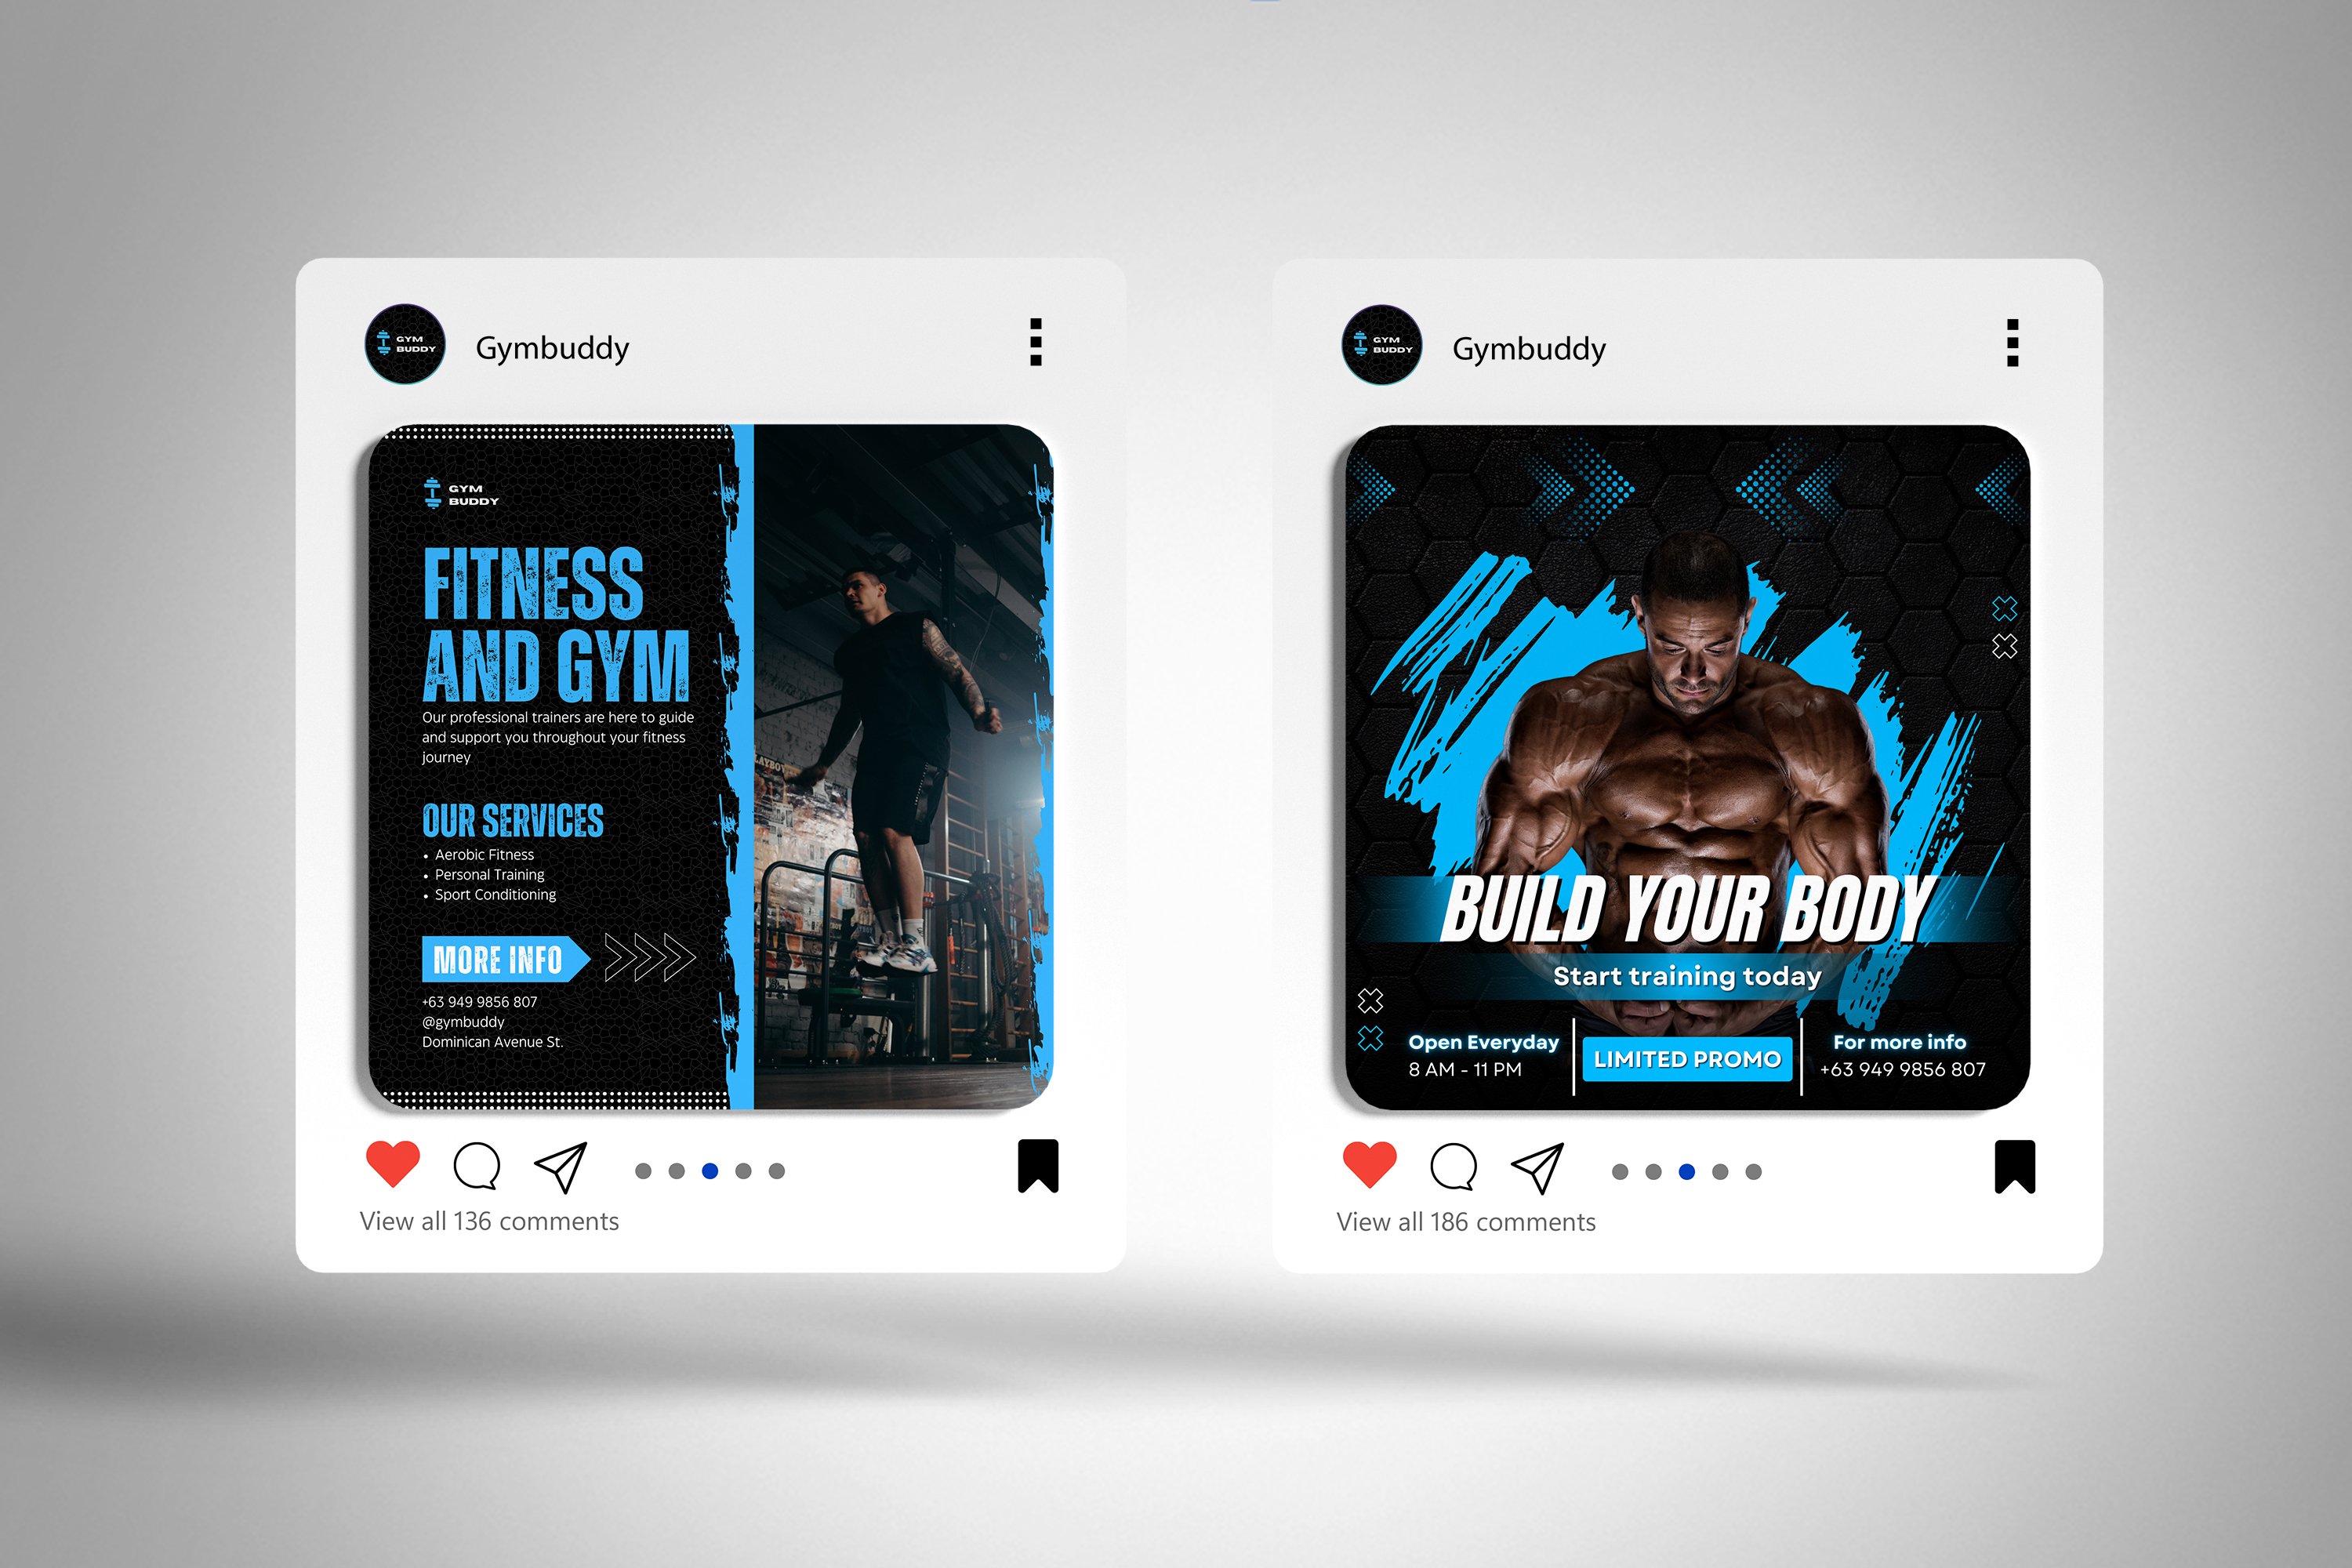 GYM
BUDDY
Gymbuddy
GYM
BUDDY
FITNESS
AND GYM
Our professional trainers are here to guide
and support you throughout your fitness
journey
OUR SERVICES
• Aerobic Fitness
• Personal Training
• Sport Conditioning
MORE INFO
+63 949 9856 807
@gymbuddy
Dominican Avenue St.
View all 136 comments
GYM
BUDDY
Gymbuddy
BUILD YOUR BODY
Start training today
Open Everyday
8 AM - 11 PM
LIMITED PROMO
For more info
+63 949 9856 807
View all 186 comments